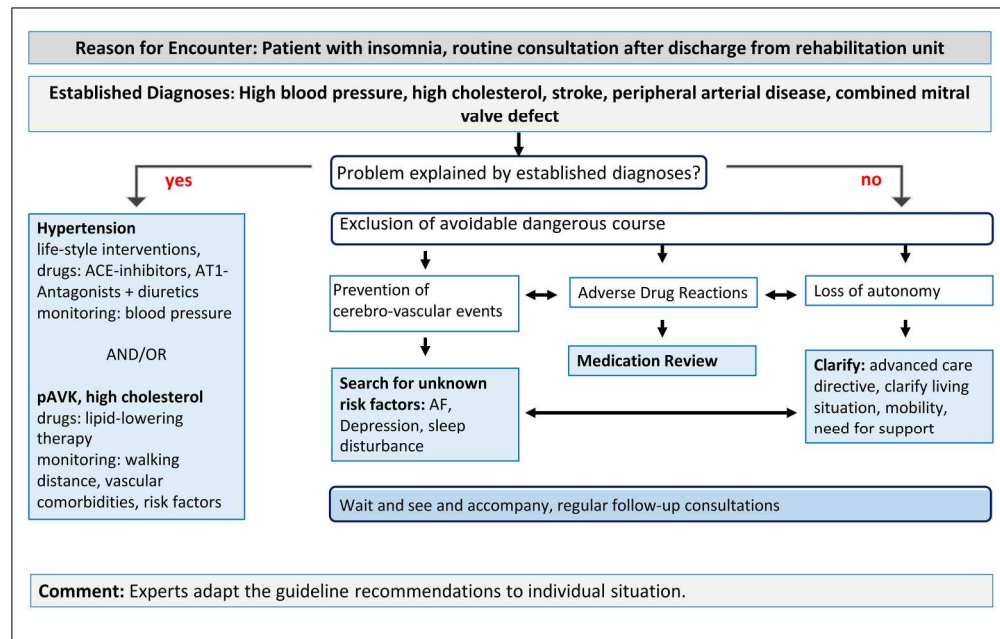 Reason for Encounter: Patient with insomnia, routine consultation after discharge from rehabilitation unit
Established Diagnoses: High blood pressure, high cholesterol, stroke, peripheral arterial disease, combined mitral
valve defect
Problem explained by established diagnoses?
yes
no
Hypertension
life-style interventions,
drugs: ACE-inhibitors, AT1-
Antagonists + diuretics
monitoring: blood pressure
AND/OR
pAVK, high cholesterol
drugs: lipid-lowering
therapy
monitoring: walking
distance, vascular
comorbidities, risk factors
Exclusion of avoidable dangerous course
Prevention of
cerebro-vascular events
Adverse Drug Reactions
Loss of autonomy
Search for unknown
risk factors: AF,
Depression, sleep
disturbance
Medication Review
Clarify: advanced care
directive, clarify living
situation, mobility,
need for support
Wait and see and accompany, regular follow-up consultations
Comment: Experts adapt the guideline recommendations to individual situation.